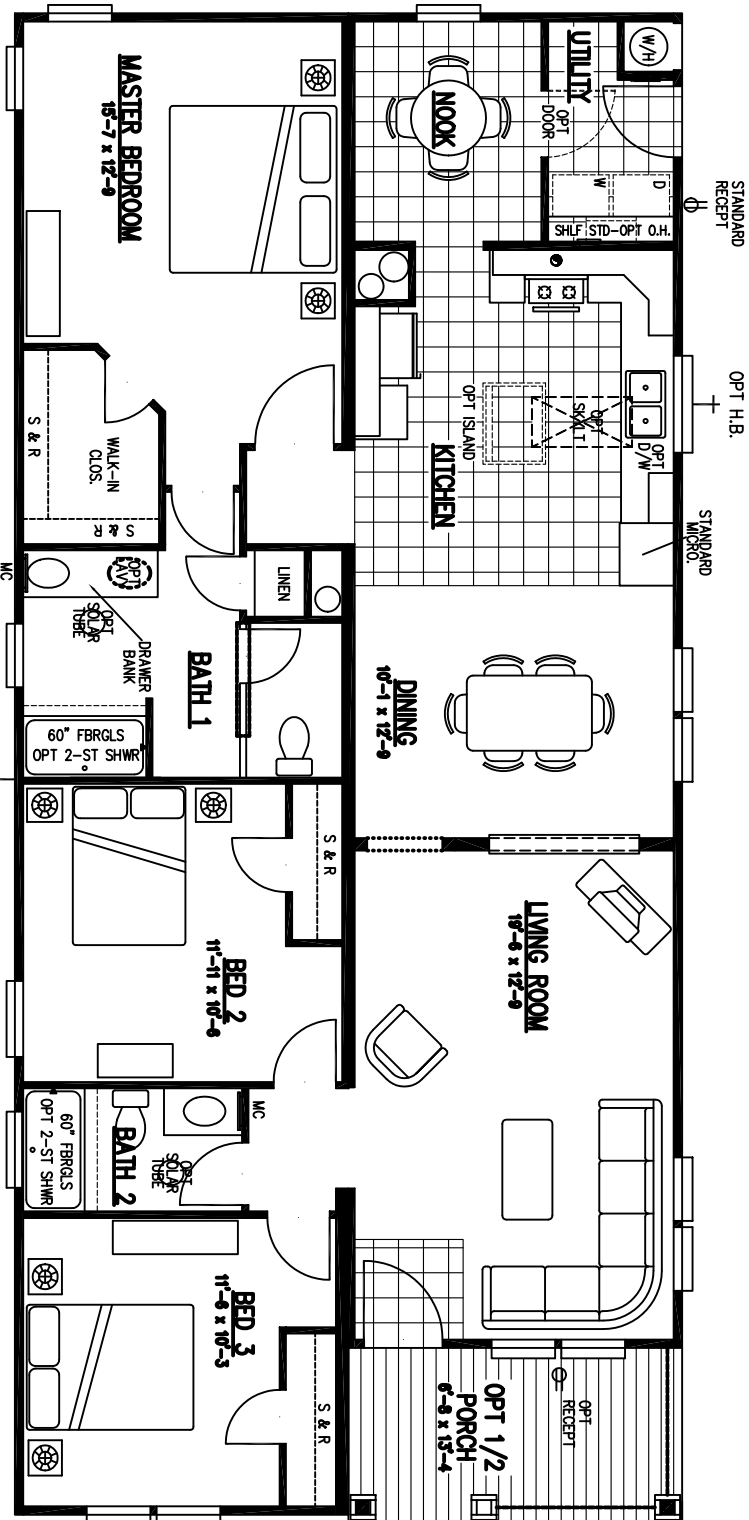 STANDARD
RECEPT
OPT H.B.
STANDARD
MICRO.
W/H
UTILITY
OPT
DOOR
D
W
SHLF STD-OPT O.H.
NOOK
MASTER BEDROOM
15'-7 x 12'-9
KITCHEN
OPT ISLAND
OPT
SKYLT
OPT
D/W
S & R
WALK-IN
CLOS.
S & R
LINEN
MC
OPT
LAV
OPT
SOLAR
TUBE
DRAWER
BANK
BATH 1
60" FBRGLS
OPT 2-ST SHWR
DINING
10'-1 x 12'-9
LIVING ROOM
19'-6 x 12'-9
S & R
BED 2
11'-11 x 10'-6
MC
BATH 2
OPT
SOLAR
TUBE
60" FBRGLS
OPT 2-ST SHWR
BED 3
11'-6 x 10'-3
S & R
OPT 1/2
PORCH
6'-8 x 13'-4
OPT
RECEPT